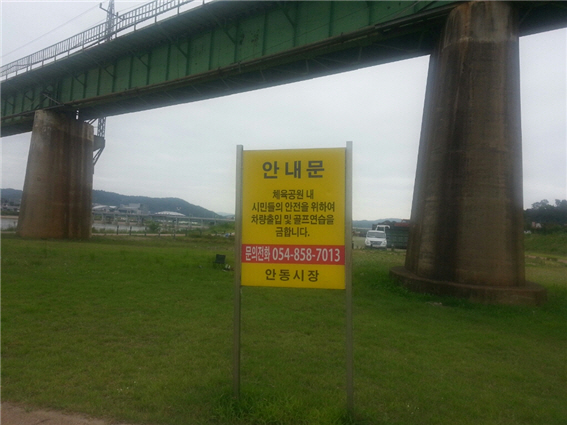 안내문
체육공원 내
시민들의 안전을 위하여
차량출입 및 골프연습을
금합니다.
문의전화 054-858-7013
안동시장